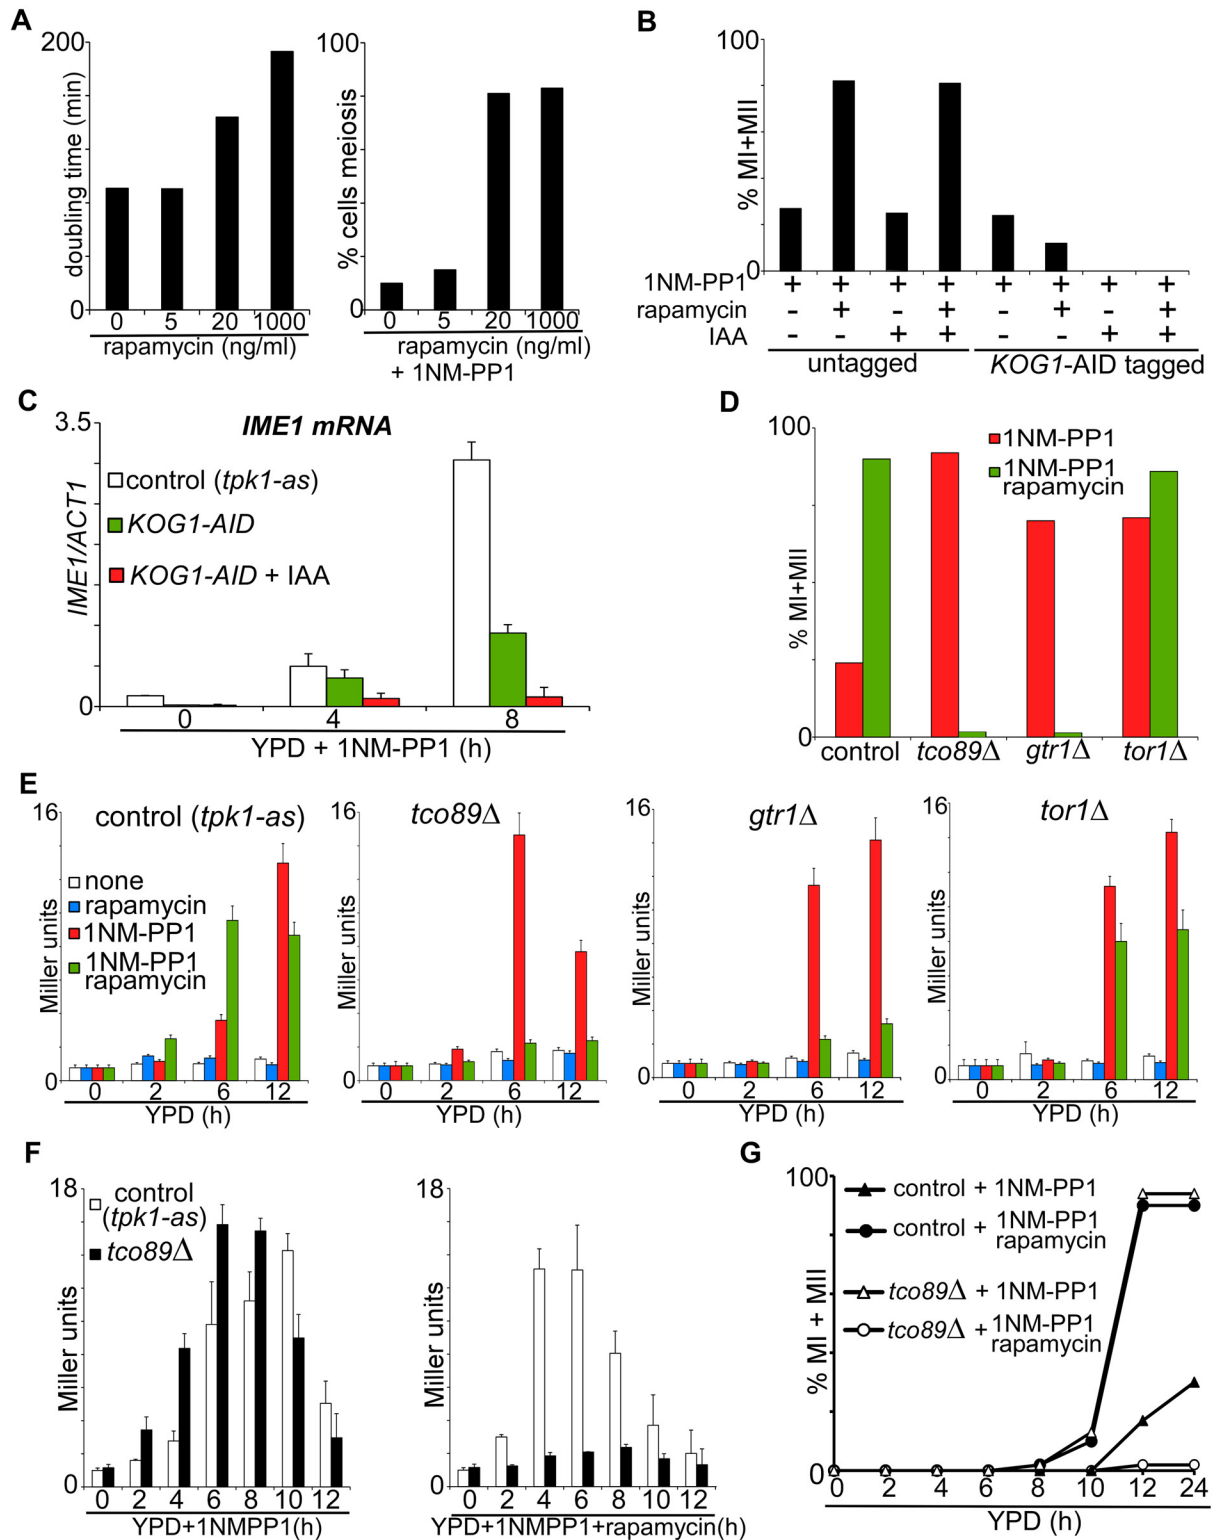 A
200
doubling time (min)
0
0 5 20 1000
rapamycin (ng/ml)
100
% cells meiosis
0
0 5 20 1000
rapamycin (ng/ml)
+ 1NM-PP1
B
100
% MI+MII
0
1NM-PP1 + + + + + + + +
rapamycin - + - + - + - +
IAA - - + + - - + +
untagged
KOG1-AID tagged
C
3.5
IME1 mRNA
IME1/ACT1
control (tpk1-as)
KOG1-AID
KOG1-AID + IAA
0
0 4 8
YPD + 1NM-PP1 (h)
D
100
% MI+MII
1NM-PP1
1NM-PP1
rapamycin
0
control tco89Δ gtr1Δ tor1Δ
E
16
control (tpk1-as)
Miller units
none
rapamycin
1NM-PP1
1NM-PP1
rapamycin
0
0 2 6 12
YPD (h)
16
tco89Δ
Miller units
0
0 2 6 12
YPD (h)
16
gtr1Δ
Miller units
0
0 2 6 12
YPD (h)
16
tor1Δ
Miller units
0
0 2 6 12
YPD (h)
F
18
control
(tpk1-as)
tco89Δ
Miller units
0
0 2 4 6 8 10 12
YPD+1NMPP1(h)
18
Miller units
0
0 2 4 6 8 10 12
YPD+1NMPP1+rapamycin(h)
G
100
% MI + MII
control + 1NM-PP1
control + 1NM-PP1
rapamycin
tco89Δ + 1NM-PP1
tco89Δ + 1NM-PP1
rapamycin
0
0 2 4 6 8 10 12 24
YPD (h)